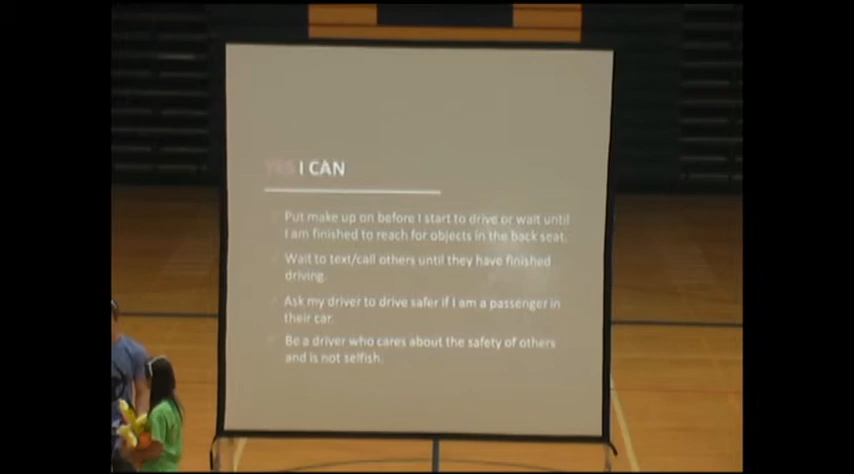 YES I CAN
Put make up on before I start to drive or wait until
I am finished to reach for objects in the back seat.
Wait to text/call others until they have finished
driving.
Ask my driver to drive safer if I am a passenger in
their car.
Be a driver who cares about the safety of others
and is not selfish.